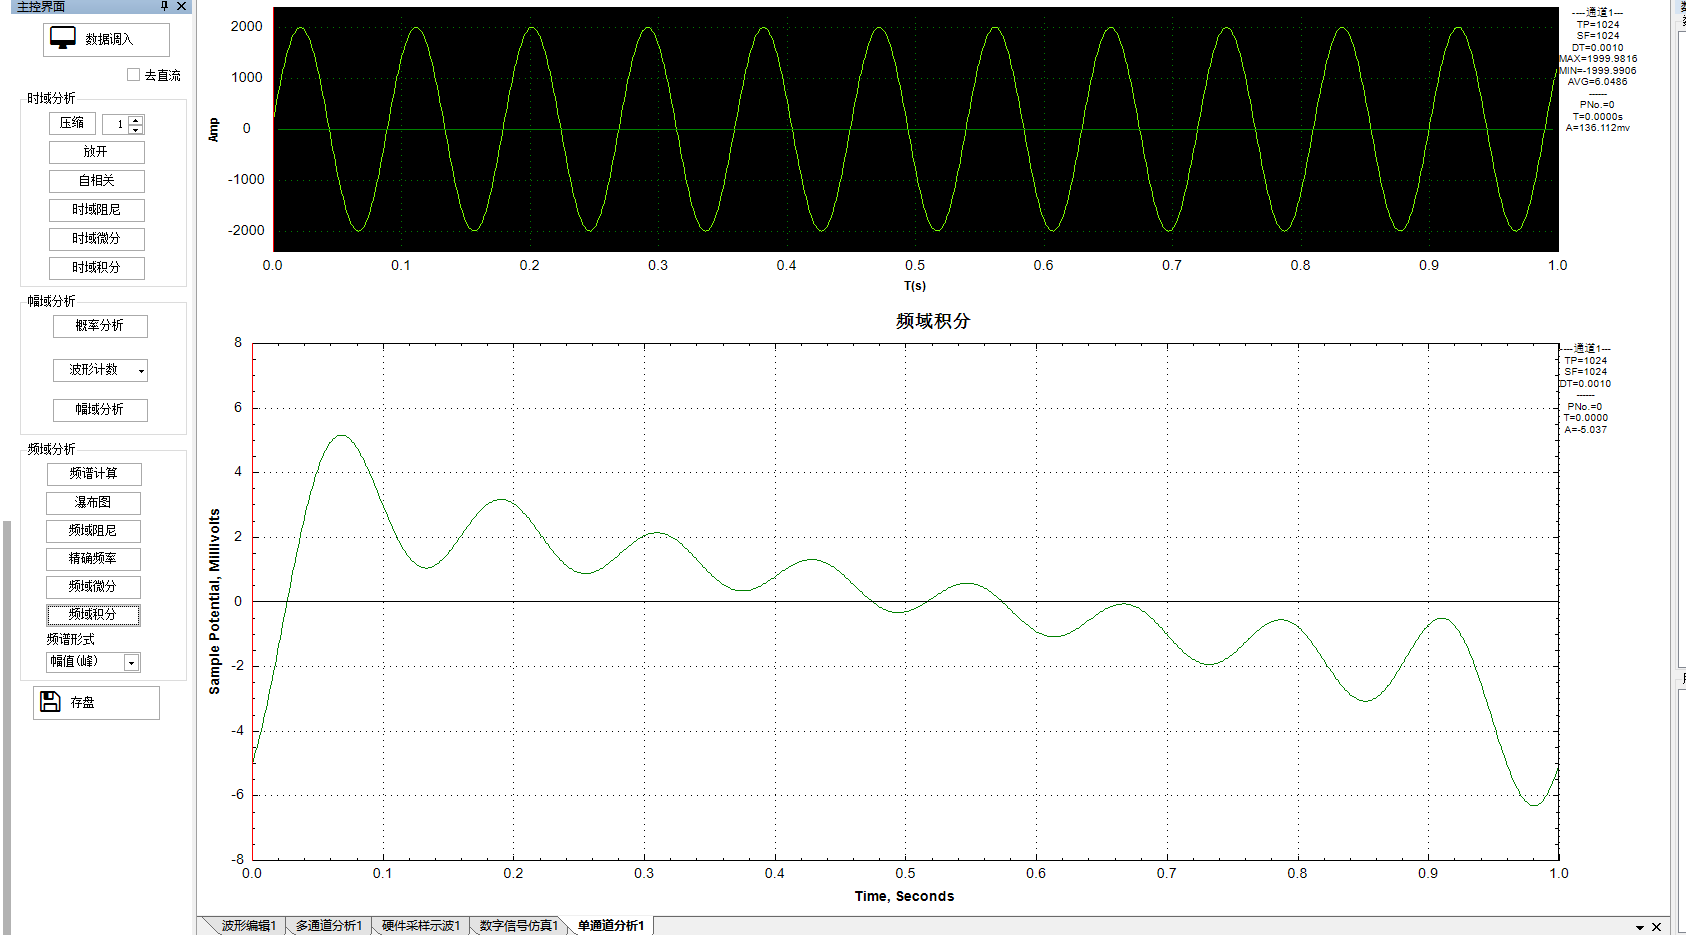 主控界面
数据调入
去直流
时域分析
压缩
1
放开
自相关
时域阻尼
时域微分
时域积分
幅域分析
概率分析
波形计数
幅域分析
频域分析
频谱计算
瀑布图
频域阻尼
精确频率
频域微分
频域积分
频谱形式
幅值(峰)
存盘
2000
1000
0
-1000
-2000
Amp
0.0 0.1 0.2 0.3 0.4 0.5 0.6 0.7 0.8 0.9 1.0
T(s)
----通道1---
TP=1024
SF=1024
DT=0.0010
MAX=1999.9816
MIN=-1999.9906
AVG=6.0486
------
PNo.=0
T=0.0000s
A=136.112mv
频域积分
8
6
4
2
0
-2
-4
-6
-8
Sample Potential, Millivolts
0.0 0.1 0.2 0.3 0.4 0.5 0.6 0.7 0.8 0.9 1.0
Time, Seconds
----通道1---
TP=1024
SF=1024
DT=0.0010
------
PNo.=0
T=0.0000
A=-5.037
波形编辑1 多通道分析1 硬件采样示波1 数字信号仿真1 单通道分析1